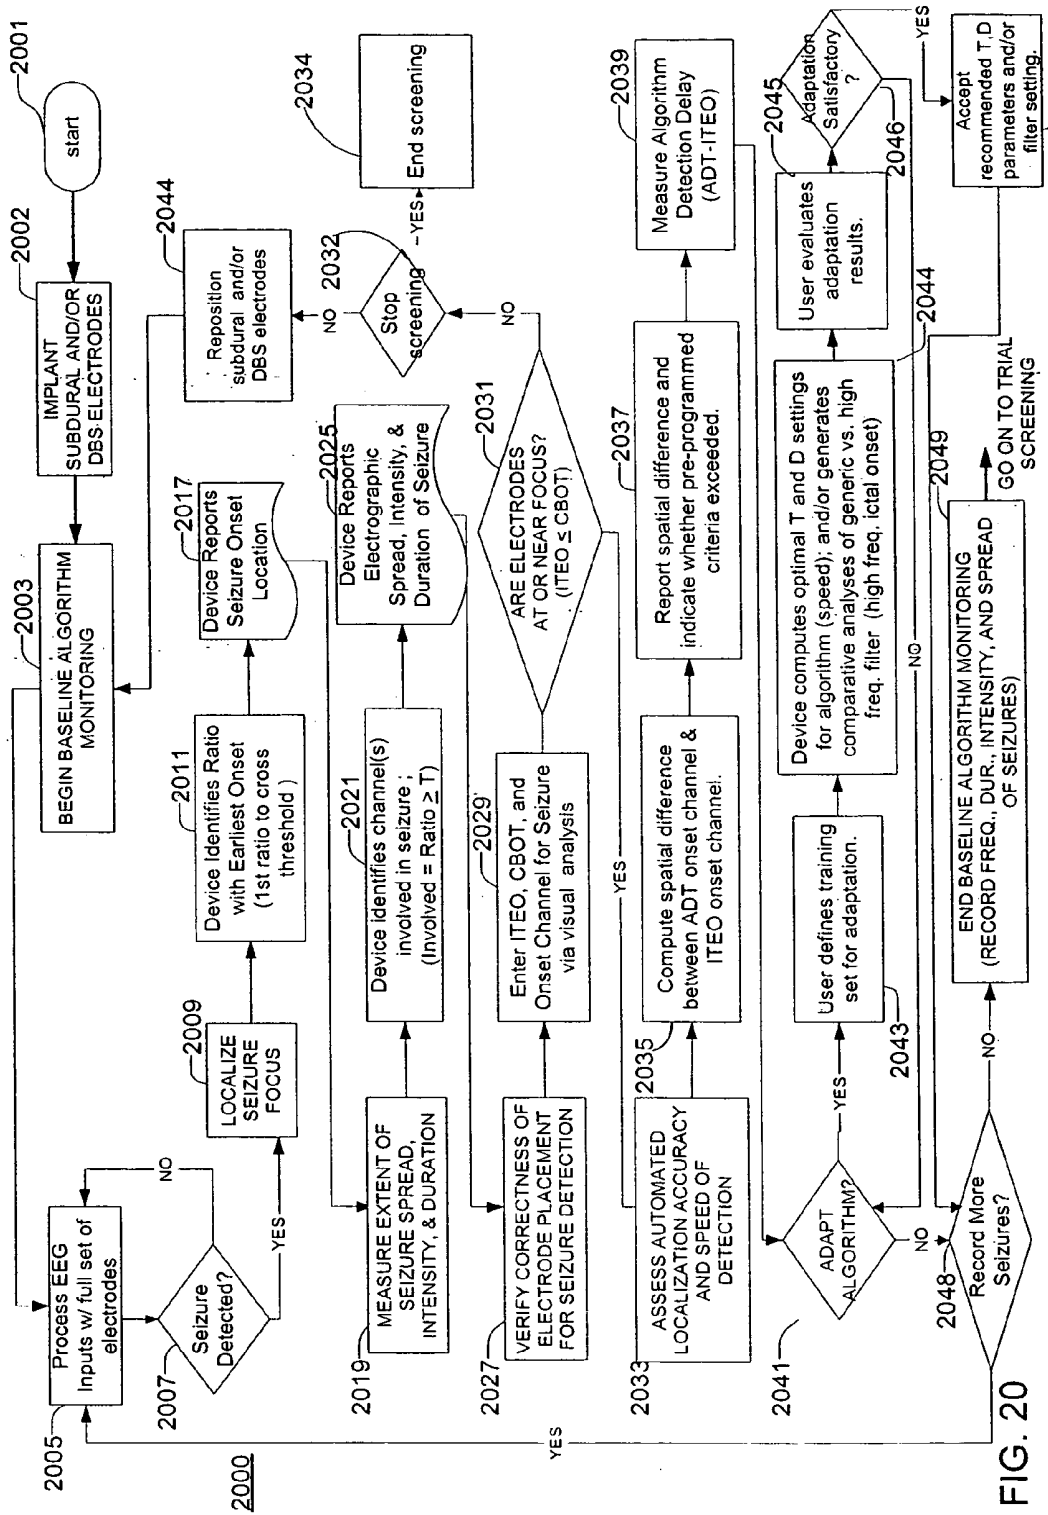 2001
start
2002
IMPLANT
SUBDURAL AND/OR
DBS ELECTRODES
2003
BEGIN BASELINE ALGORITHM
MONITORING
2005
Process EEG
Inputs w/ full set of
electrodes
2007
Seizure
Detected?
NO
YES
2000
2009
LOCALIZE
SEIZURE
FOCUS
2011
Device Identifies Ratio
with Earliest Onset
(1st ratio to cross
threshold )
2017
Device Reports
Seizure Onset
Location
2044
Reposition
subdural and/or
DBS electrodes
2034
End screening
2019
MEASURE EXTENT OF
SEIZURE SPREAD,
INTENSITY, & DURATION
2021
Device identifies channel(s)
involved in seizure ;
(Involved = Ratio ≥ T)
2025
Device Reports
Electrographic
Spread, Intensity, &
Duration of Seizure
NO
2032
Stop
screening
YES
2027
VERIFY CORRECTNESS OF
ELECTRODE PLACEMENT
FOR SEIZURE DETECTION
2029
Enter ITEO, CBOT, and
Onset Channel for Seizure
via visual analysis
2031
ARE ELECTRODES
AT OR NEAR FOCUS?
(ITEO ≤ CBOT)
NO
YES
2033
ASSESS AUTOMATED
LOCALIZATION ACCURACY
AND SPEED OF
DETECTION
2035
Compute spatial difference
between ADT onset channel &
ITEO onset channel.
2037
Report spatial difference and
indicate whether pre-programmed
criteria exceeded.
2039
Measure Algorithm
Detection Delay
(ADT-ITEO)
2041
ADAPT
ALGORITHM?
YES
NO
2043
User defines training
set for adaptation.
2044
Device computes optimal T and D settings
for algorithm (speed); and/or generates
comparative analyses of generic vs. high
freq. filter (high freq. ictal onset)
2045
User evaluates
adaptation
results.
2046
Adaptation
Satisfactory
?
YES
NO
Accept
recommended T,D
parameters and/or
filter setting.
2048
Record More
Seizures?
YES
NO
2049
END BASELINE ALGORITHM MONITORING
(RECORD FREQ., DUR., INTENSITY, AND SPREAD
OF SEIZURES)
GO ON TO TRIAL
SCREENING
FIG. 20